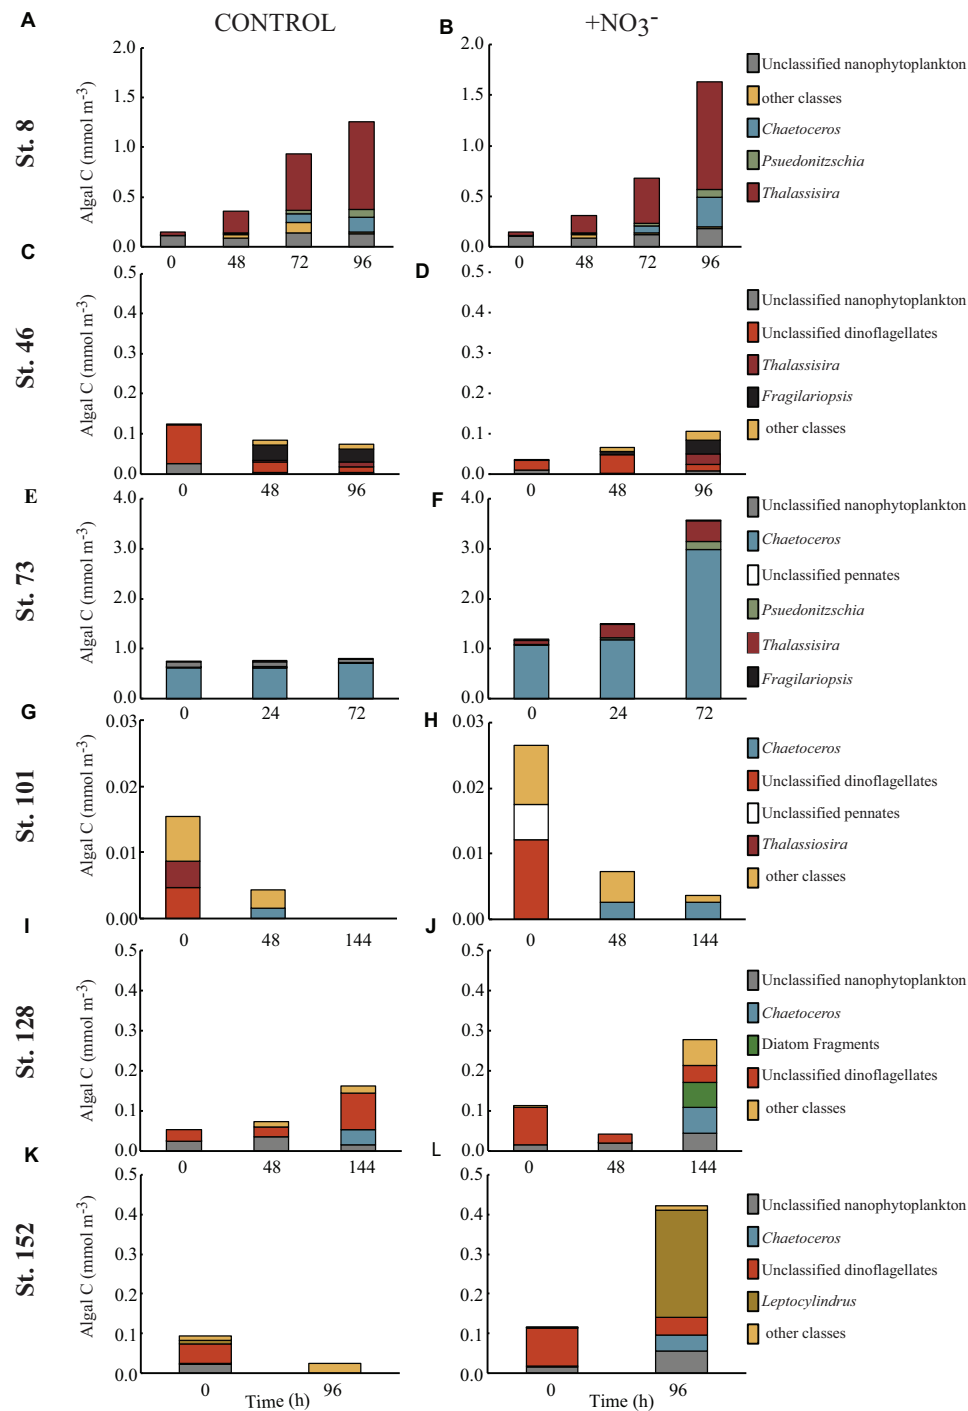 CONTROL
+NO3-
A
B
St. 8
Algal C (mmol m-3)
2.0
1.5
1.0
0.5
0.0
0 48 72 96
2.0
1.5
1.0
0.5
0.0
0 48 72 96
Unclassified nanophytoplankton
other classes
Chaetoceros
Psuedonitzschia
Thalassisira
C
D
St. 46
Algal C (mmol m-3)
0.5
0.4
0.3
0.2
0.1
0.0
0 48 96
0.5
0.4
0.3
0.2
0.1
0.0
0 48 96
Unclassified nanophytoplankton
Unclassified dinoflagellates
Thalassisira
Fragilariopsis
other classes
E
F
St. 73
Algal C (mmol m-3)
4.0
3.0
2.0
1.0
0.0
0 24 72
4.0
3.0
2.0
1.0
0.0
0 24 72
Unclassified nanophytoplankton
Chaetoceros
Unclassified pennates
Psuedonitzschia
Thalassisira
Fragilariopsis
G
H
St. 101
Algal C (mmol m-3)
0.03
0.02
0.01
0.00
0 48 144
0.03
0.02
0.01
0.00
0 48 144
Chaetoceros
Unclassified dinoflagellates
Unclassified pennates
Thalassiosira
other classes
I
J
St. 128
Algal C (mmol m-3)
0.5
0.4
0.3
0.2
0.1
0.0
0 48 144
0.5
0.4
0.3
0.2
0.1
0.0
0 48 144
Unclassified nanophytoplankton
Chaetoceros
Diatom Fragments
Unclassified dinoflagellates
other classes
K
L
St. 152
Algal C (mmol m-3)
0.5
0.4
0.3
0.2
0.1
0.0
0 96
Time (h)
0.5
0.4
0.3
0.2
0.1
0.0
0 96
Time (h)
Unclassified nanophytoplankton
Chaetoceros
Unclassified dinoflagellates
Leptocylindrus
other classes